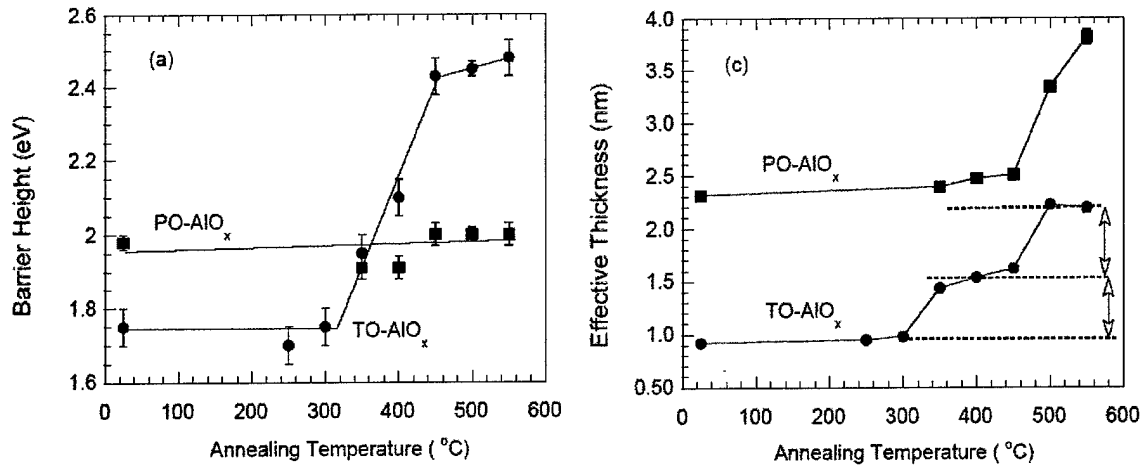 2.6
2.4
2.2
2
1.8
1.6
Barrier Height (eV)
(a)
PO-AlOx
TO-AlOx
0 100 200 300 400 500 600
Annealing Temperature ( °C)
4.0
3.5
3.0
2.5
2.0
1.5
1.0
0.50
Effective Thickness (nm)
(c)
PO-AlOx
TO-AlOx
0 100 200 300 400 500 600
Annealing Temperature ( °C)